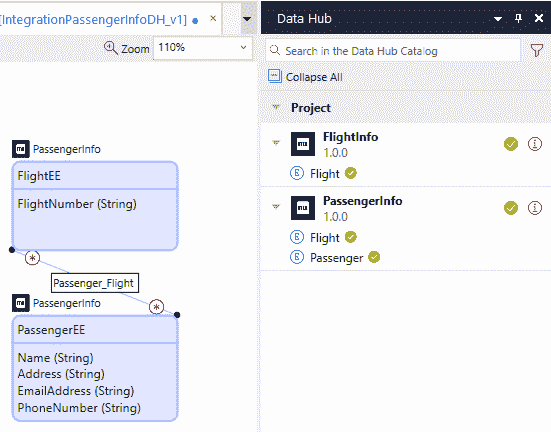 [IntegrationPassengerInfoDH_v1]
Zoom 110%
PassengerInfo
FlightEE
FlightNumber (String)
Passenger_Flight
PassengerInfo
PassengerEE
Name (String)
Address (String)
EmailAddress (String)
PhoneNumber (String)
Data Hub
Search in the Data Hub Catalog
Collapse All
Project
FlightInfo
1.0.0
E Flight
PassengerInfo
1.0.0
E Flight
E Passenger